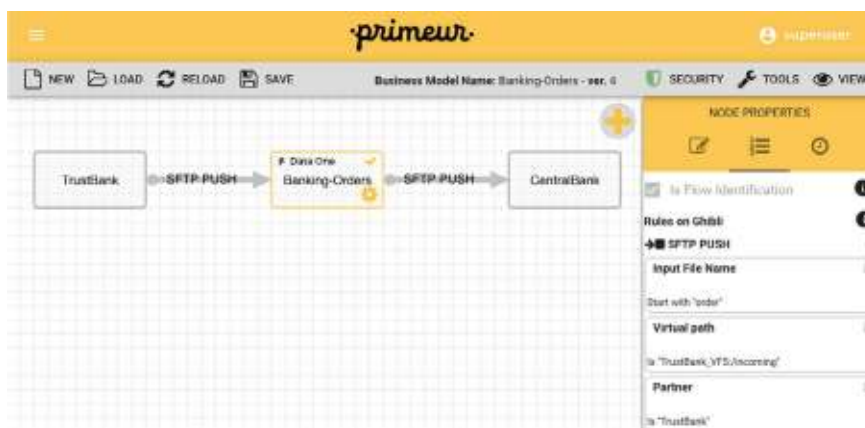 primeur
superuser
NEW LOAD RELOAD SAVE Business Model Name: Banking-Orders - ver. 6 SECURITY TOOLS VIEW
NODE PROPERTIES
TrustBank
SFTP PUSH
Data One
Banking-Orders
SFTP PUSH
CentralBank
Is Flow Identification
Rules on Ghibli
SFTP PUSH
Input File Name
Start with "order"
Virtual path
Is "TrustBank_VFS:/incoming"
Partner
Is "TrustBank"